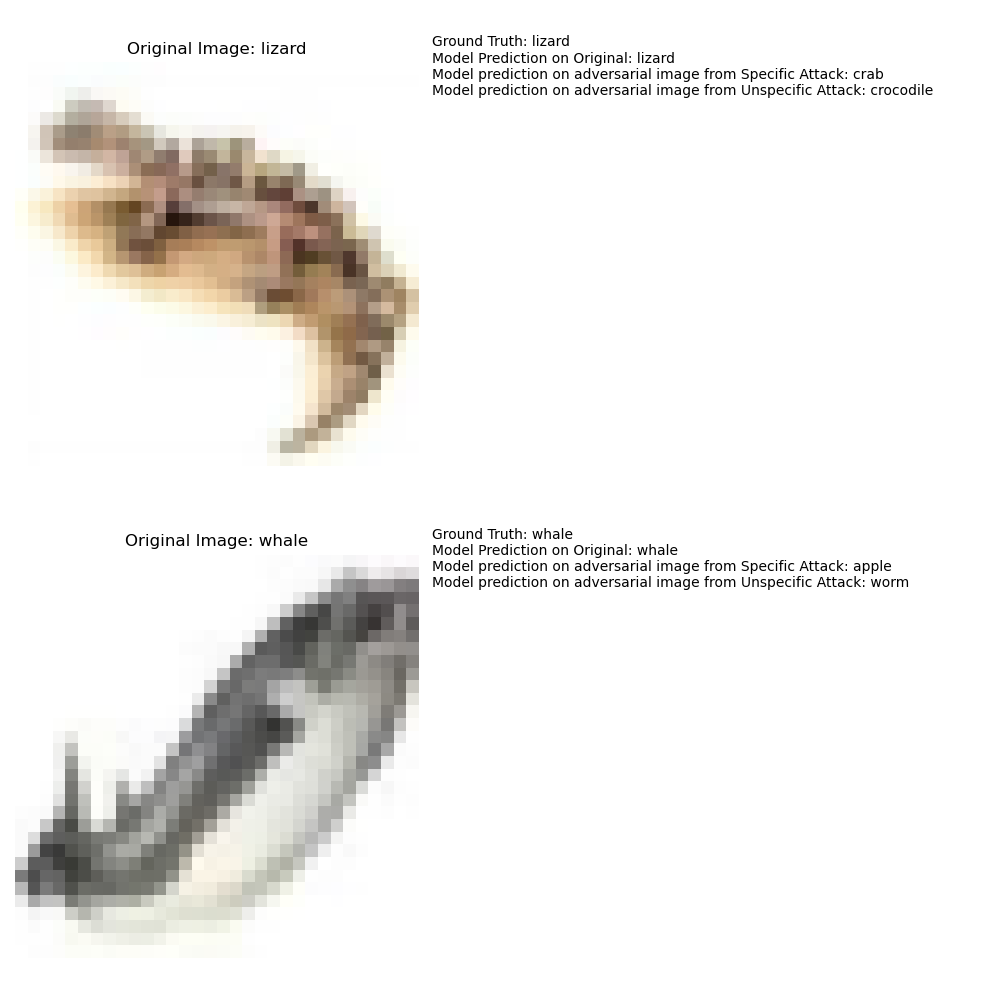 Original Image: lizard
Ground Truth: lizard
Model Prediction on Original: lizard
Model prediction on adversarial image from Specific Attack: crab
Model prediction on adversarial image from Unspecific Attack: crocodile
Original Image: whale
Ground Truth: whale
Model Prediction on Original: whale
Model prediction on adversarial image from Specific Attack: apple
Model prediction on adversarial image from Unspecific Attack: worm